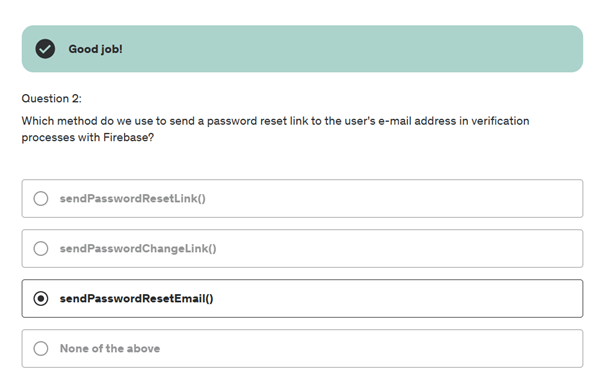 Good job!
Question 2:
Which method do we use to send a password reset link to the user's e-mail address in verification
processes with Firebase?
sendPasswordResetLink()
sendPasswordChangeLink()
sendPasswordResetEmail()
None of the above